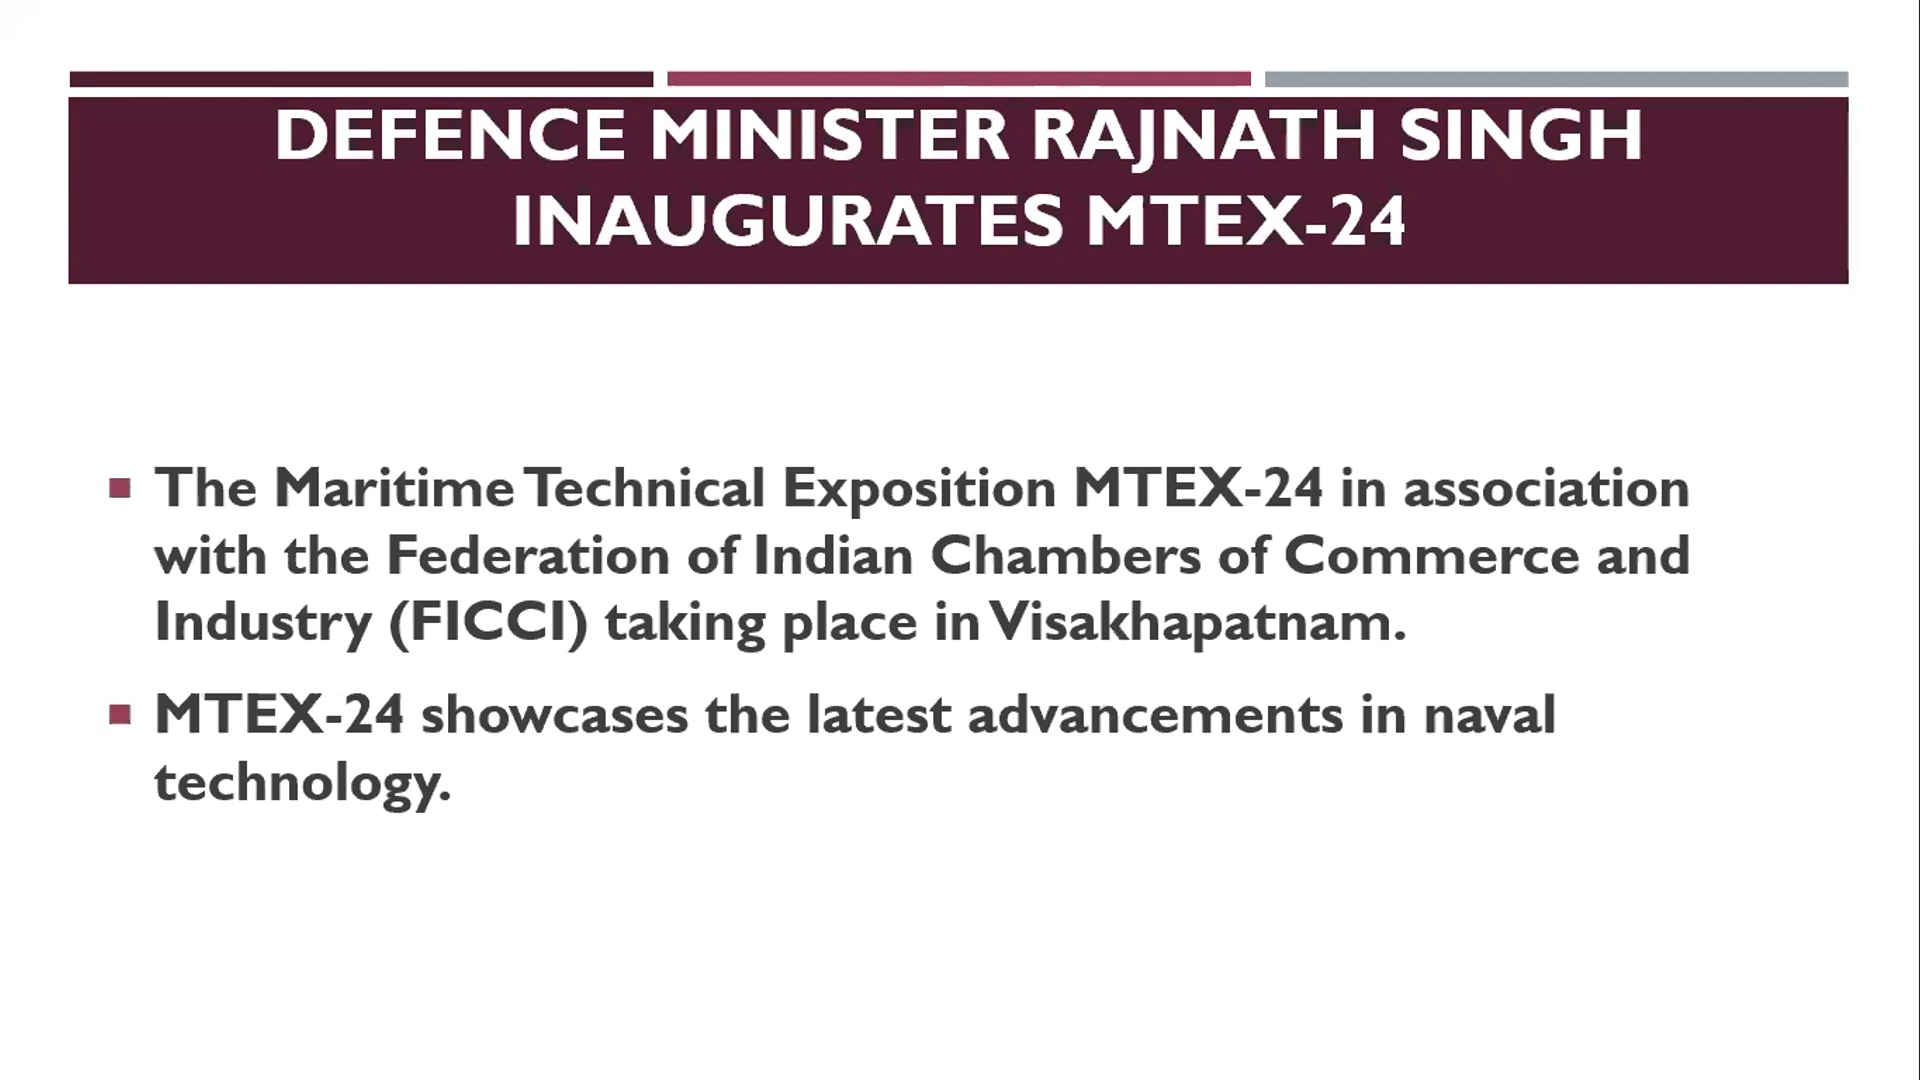 DEFENCE MINISTER RAJNATH SINGH
INAUGURATES MTEX-24
The Maritime Technical Exposition MTEX-24 in association
with the Federation of Indian Chambers of Commerce and
Industry (FICCI) taking place in Visakhapatnam.
MTEX-24 showcases the latest advancements in naval
technology.